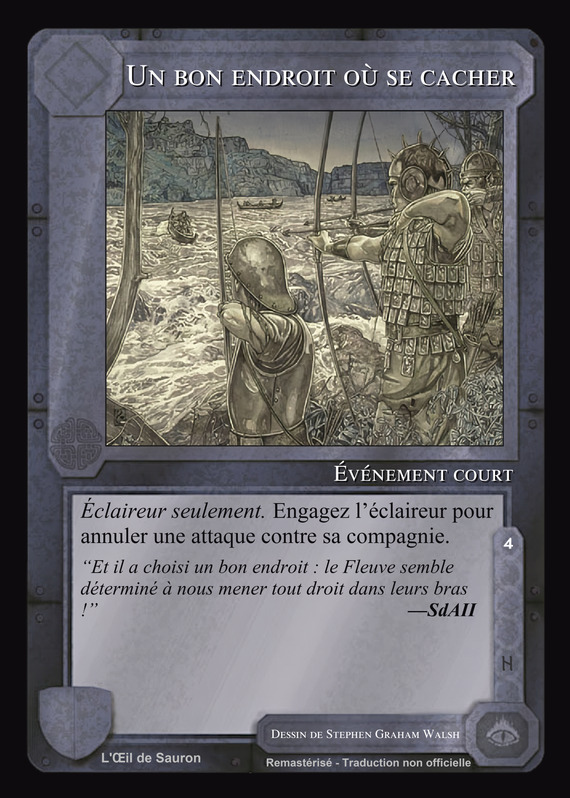 Un bon endroit où se cacher
Événement court
Éclaireur seulement. Engagez l’éclaireur pour
annuler une attaque contre sa compagnie.
“Et il a choisi un bon endroit : le Fleuve semble
déterminé à nous mener tout droit dans leurs bras
!” —SdAII
4
Dessin de Stephen Graham Walsh
L'Œil de Sauron
Remastérisé - Traduction non officielle